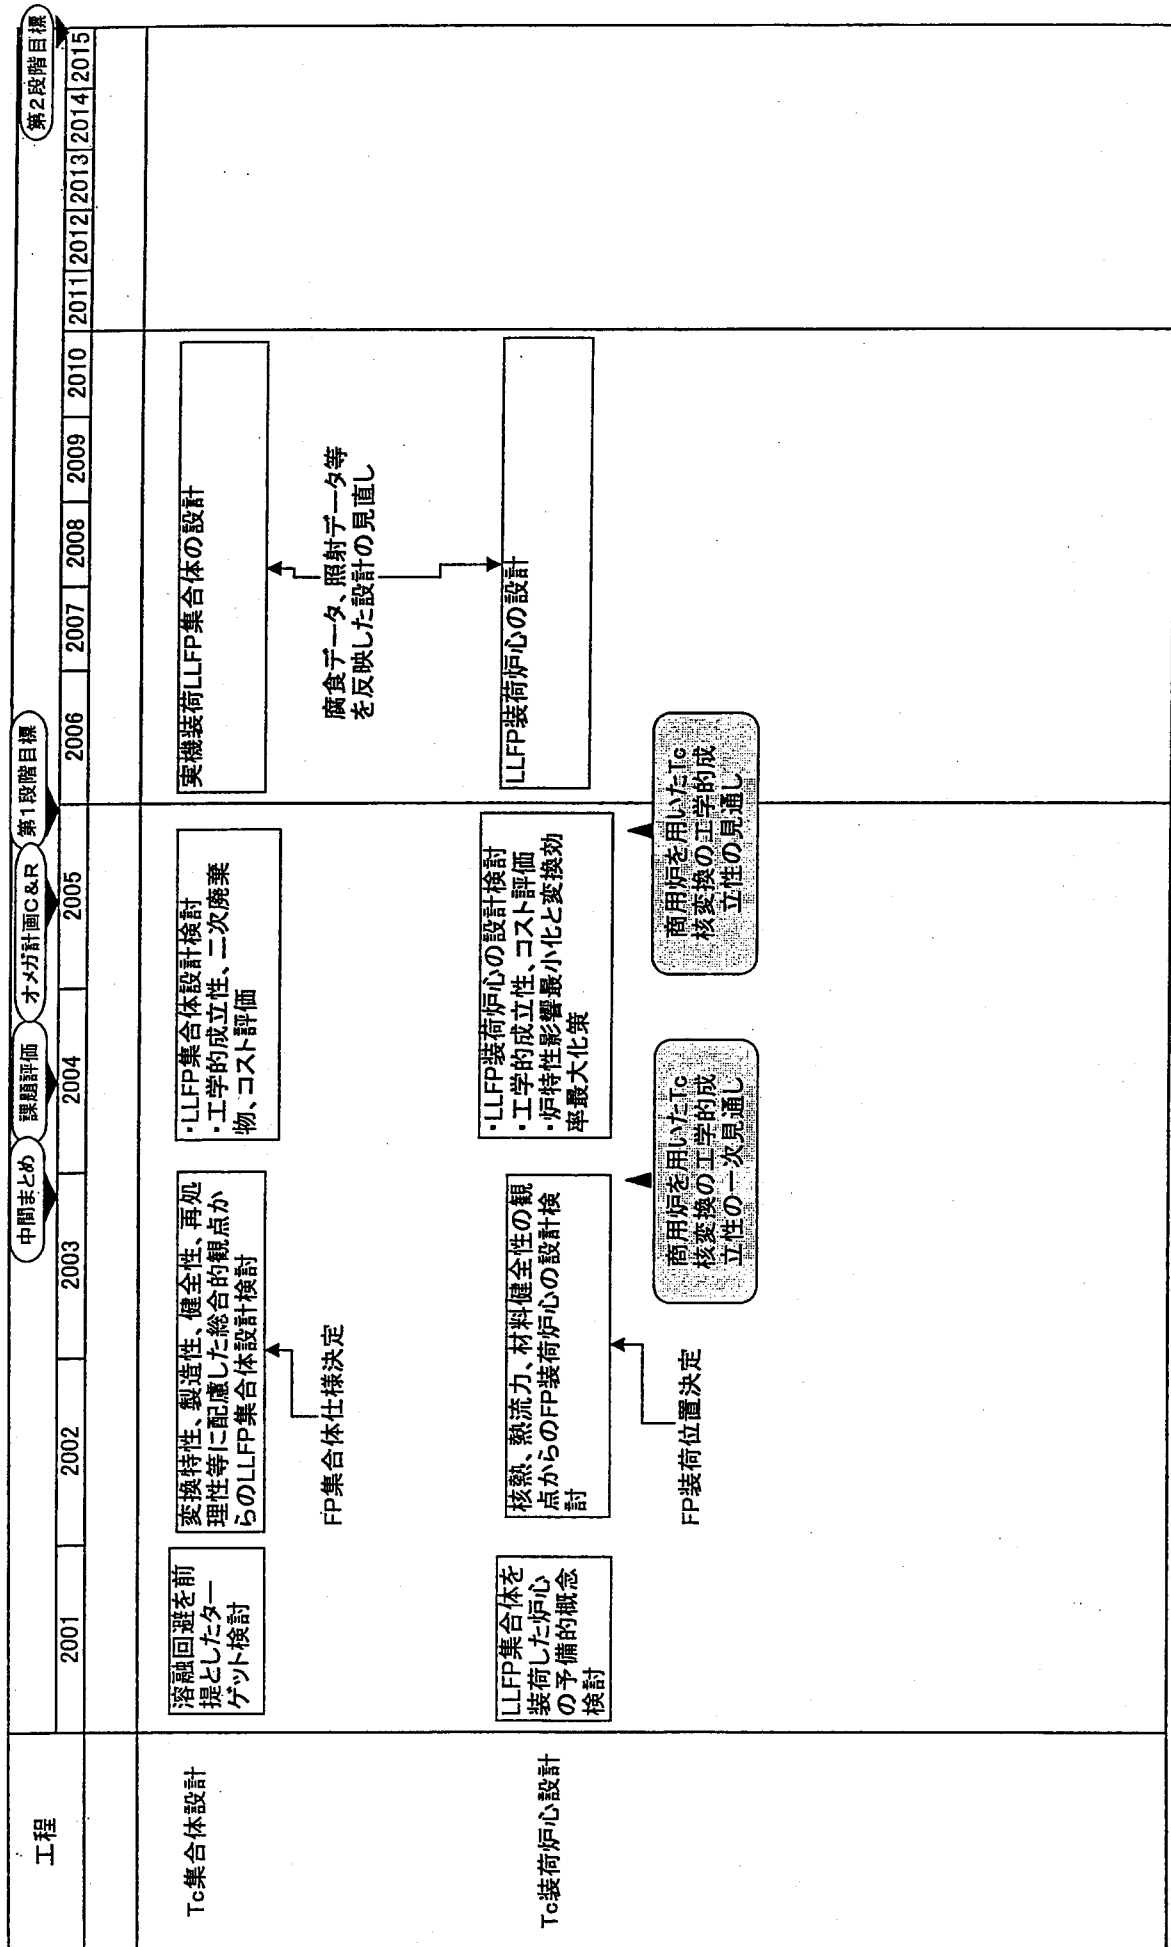 工程
中間まとめ
課題評価
オメガ計画C&R
第1段階目標
第2段階目標
2001
2002
2003
2004
2005
2006
2007
2008
2009
2010
2011
2012
2013
2014
2015
Tc集合体設計
溶融回避を前
提としたター
ゲット検討
変換特性、製造性、健全性、再処
理性等に配慮した総合的観点か
らのLLFP集合体設計検討
FP集合体仕様決定
・LLFP集合体設計検討
・工学的成立性、二次廃棄
物、コスト評価
実機装荷LLFP集合体の設計
腐食データ、照射データ等
を反映した設計の見直し
Tc装荷炉心設計
LLFP集合体を
装荷した炉心
の予備的概念
検討
核熱、熱流力、材料健全性の観
点からのFP装荷炉心の設計検
討
FP装荷位置決定
・LLFP装荷炉心の設計検討
・工学的成立性、コスト評価
・炉特性影響最小化と変換効
率最大化策
LLFP装荷炉心の設計
商用炉を用いたTc
核変換の工学的成
立性の一次見通し
商用炉を用いたTc
核変換の工学的成
立性の見通し